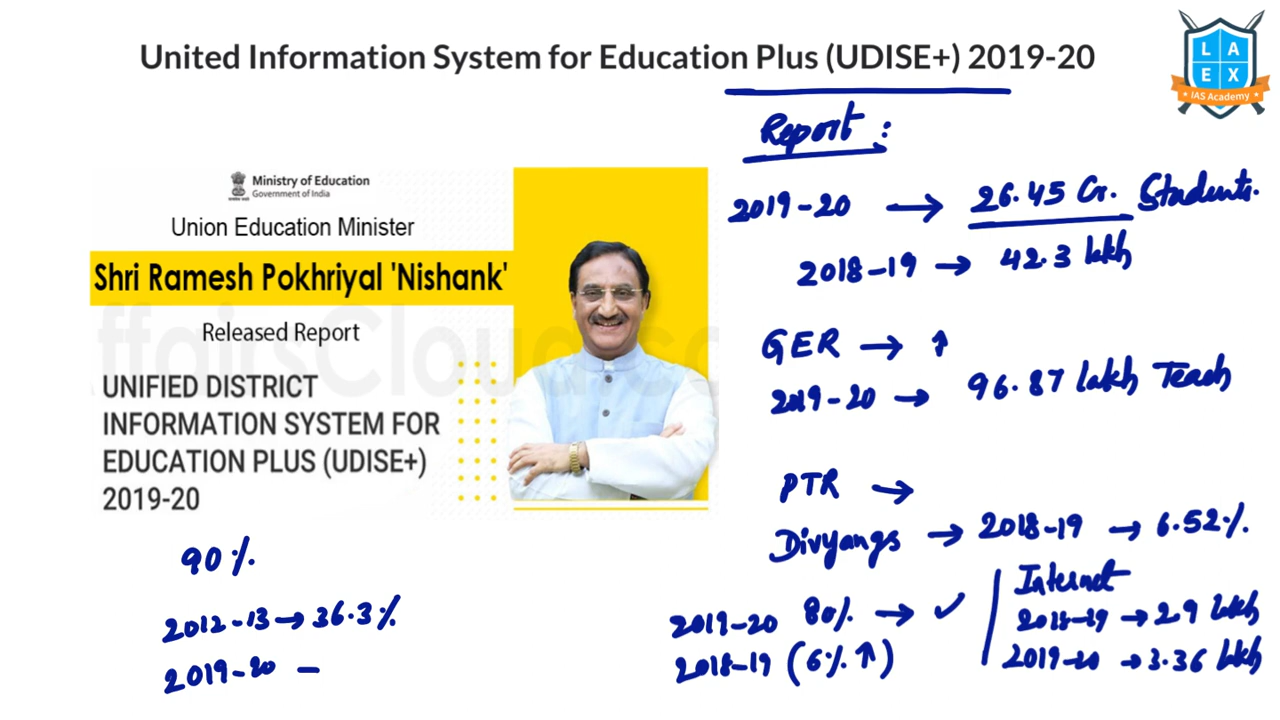 United Information System for Education Plus (UDISE+) 2019-20
L A
E X
IAS Academy
Ministry of Education
Government of India
Union Education Minister
Shri Ramesh Pokhriyal 'Nishank'
Released Report
UNIFIED DISTRICT
INFORMATION SYSTEM FOR
EDUCATION PLUS (UDISE+)
2019-20
90%
2012-13 → 36.3%
2019-20 –
Report :
2019-20 → 26.45 Cr. Students.
2018-19 → 42.3 lakh
GER → ↑
2019-20 → 96.87 lakh Teach
PTR →
Divyangs → 2018-19 → 6.52%
2019-20 80% → ✓
2018-19 (6% ↑)
Internet
2018-19 → 2.9 lakh
2019-20 → 3.36 lakh